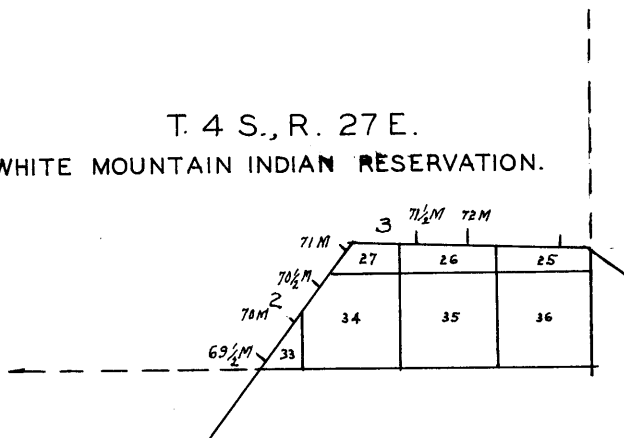 T. 4 S., R. 27 E.
WHITE MOUNTAIN INDIAN RESERVATION.
3 71½M 72M
71M
27 26 25
70½M
2
70M
34 35 36
69½M
33